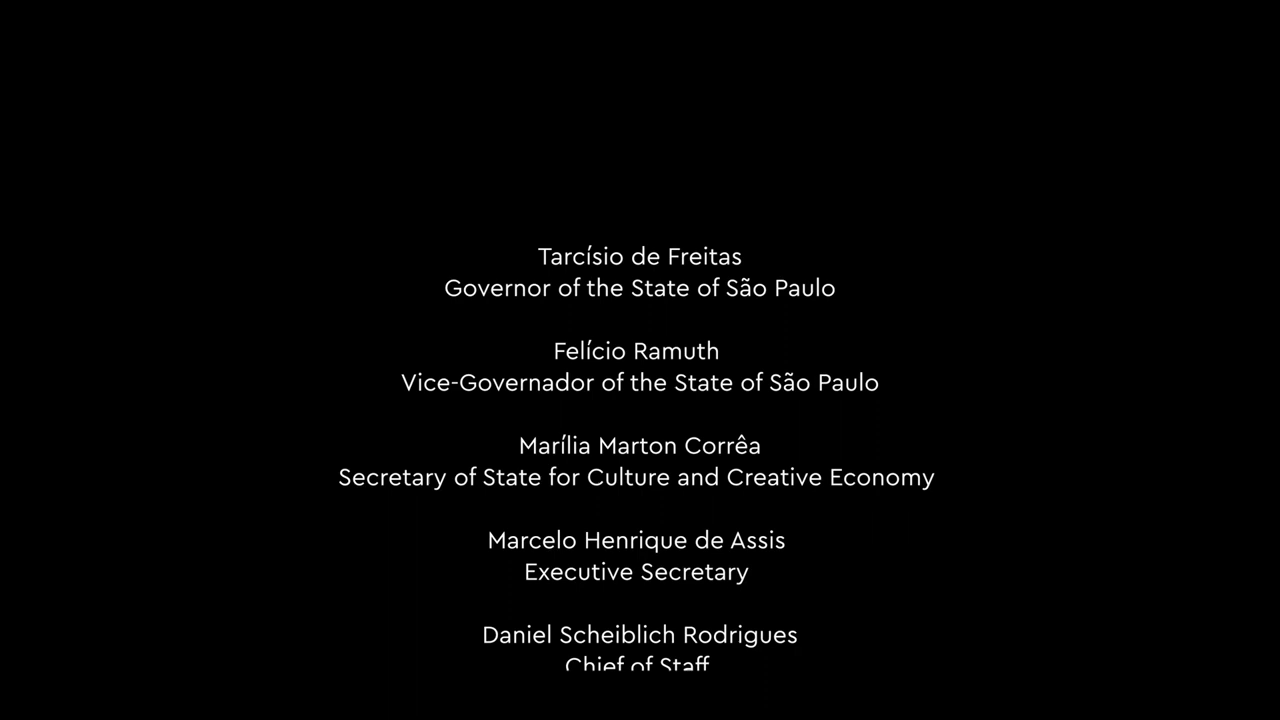 Tarcísio de Freitas
Governor of the State of São Paulo
Felício Ramuth
Vice-Governador of the State of São Paulo
Marília Marton Corrêa
Secretary of State for Culture and Creative Economy
Marcelo Henrique de Assis
Executive Secretary
Daniel Scheiblich Rodrigues
Chief of Staff